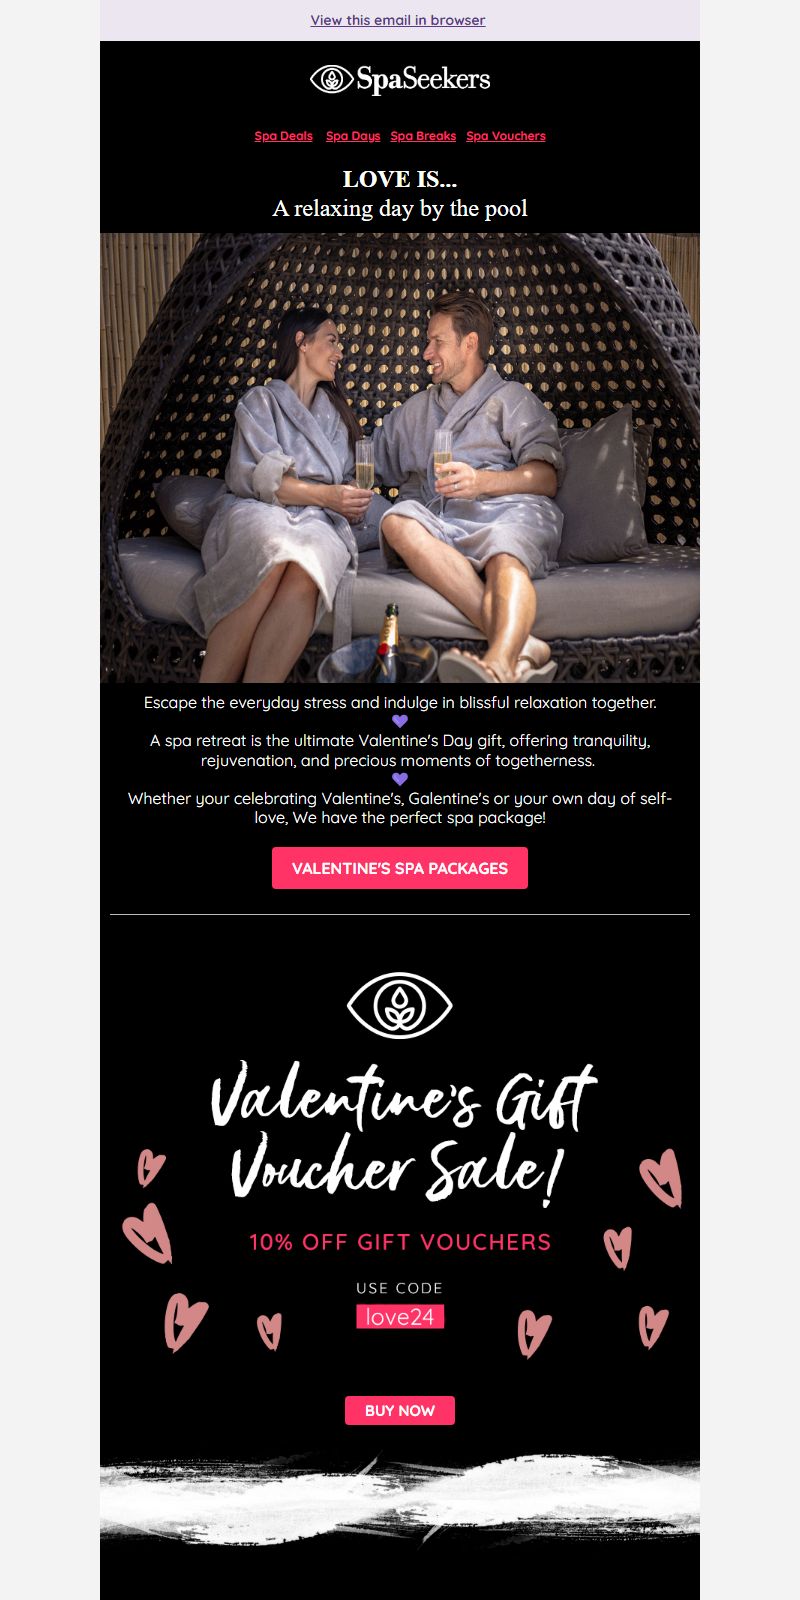 View this email in browser
SpaSeekers
Spa Deals Spa Days Spa Breaks Spa Vouchers
LOVE IS...
A relaxing day by the pool
Escape the everyday stress and indulge in blissful relaxation together.
A spa retreat is the ultimate Valentine's Day gift, offering tranquility,
rejuvenation, and precious moments of togetherness.
Whether your celebrating Valentine's, Galentine's or your own day of self-
love, We have the perfect spa package!
VALENTINE'S SPA PACKAGES
Valentine's Gift
Voucher Sale!
10% OFF GIFT VOUCHERS
USE CODE
love24
BUY NOW